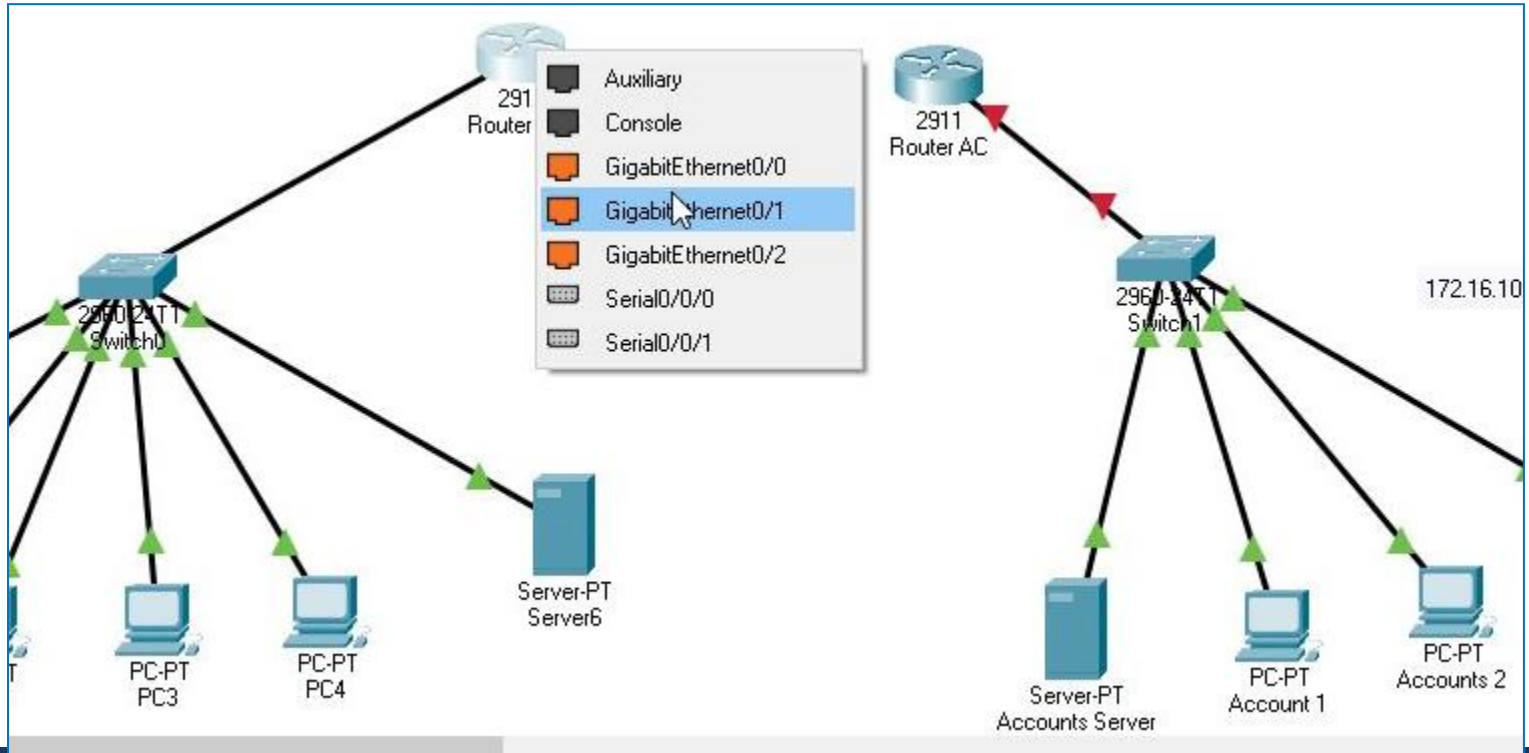 291
Router
Auxiliary
Console
GigabitEthernet0/0
GigabitEthernet0/1
GigabitEthernet0/2
Serial0/0/0
Serial0/0/1
2911
Router AC
2960-24TT
Switch0
2960-24TT
Switch1
172.16.10
Server-PT
Server6
PC-PT
PC3
PC-PT
PC4
T
Server-PT
Accounts Server
PC-PT
Account 1
PC-PT
Accounts 2